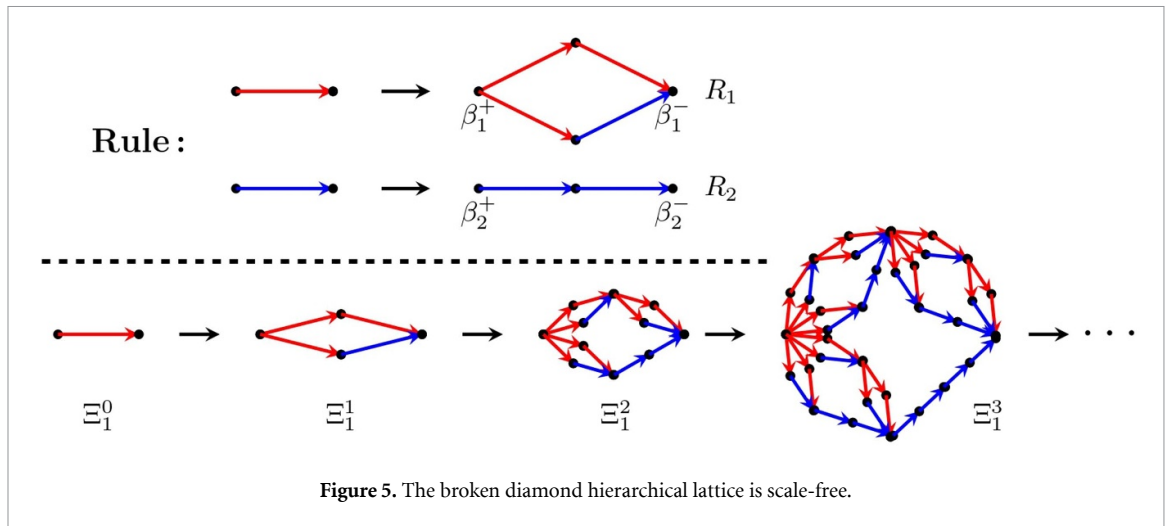 β₁⁺ β₁⁻ R₁
Rule:
β₂⁺ β₂⁻ R₂
Ξ₁⁰ Ξ₁¹ Ξ₁² Ξ₁³ · · ·
Figure 5. The broken diamond hierarchical lattice is scale-free.